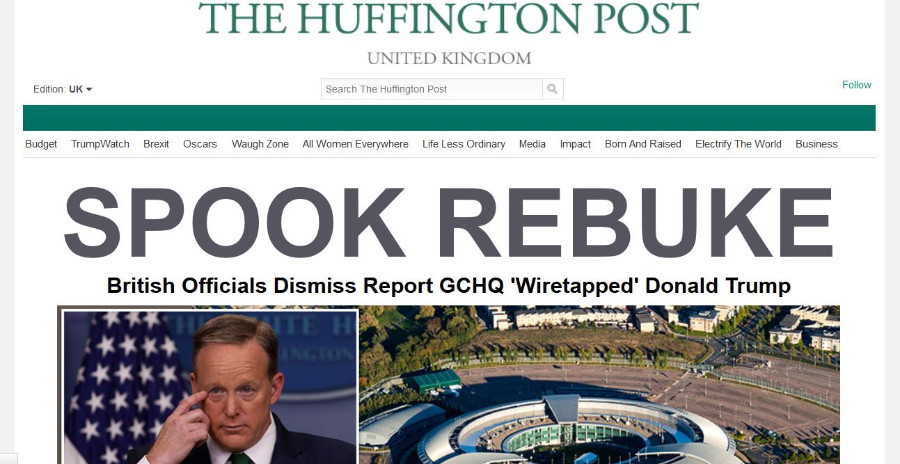 THE HUFFINGTON POST
UNITED KINGDOM
Edition: UK
Search The Huffington Post
Follow
Budget TrumpWatch Brexit Oscars Waugh Zone All Women Everywhere Life Less Ordinary Media Impact Born And Raised Electrify The World Business
SPOOK REBUKE
British Officials Dismiss Report GCHQ 'Wiretapped' Donald Trump